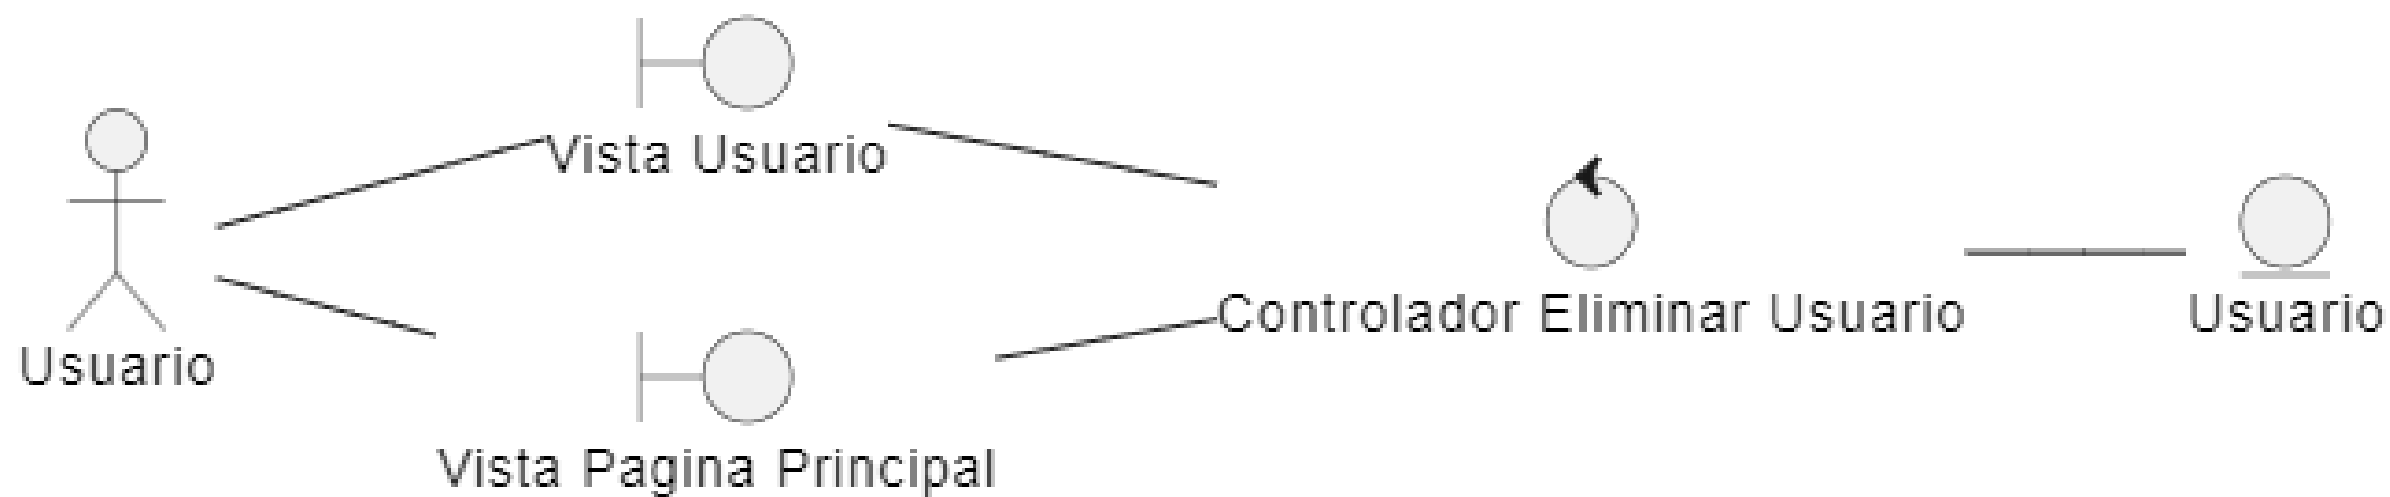 Usuario
Vista Usuario
Vista Pagina Principal
Controlador Eliminar Usuario
Usuario